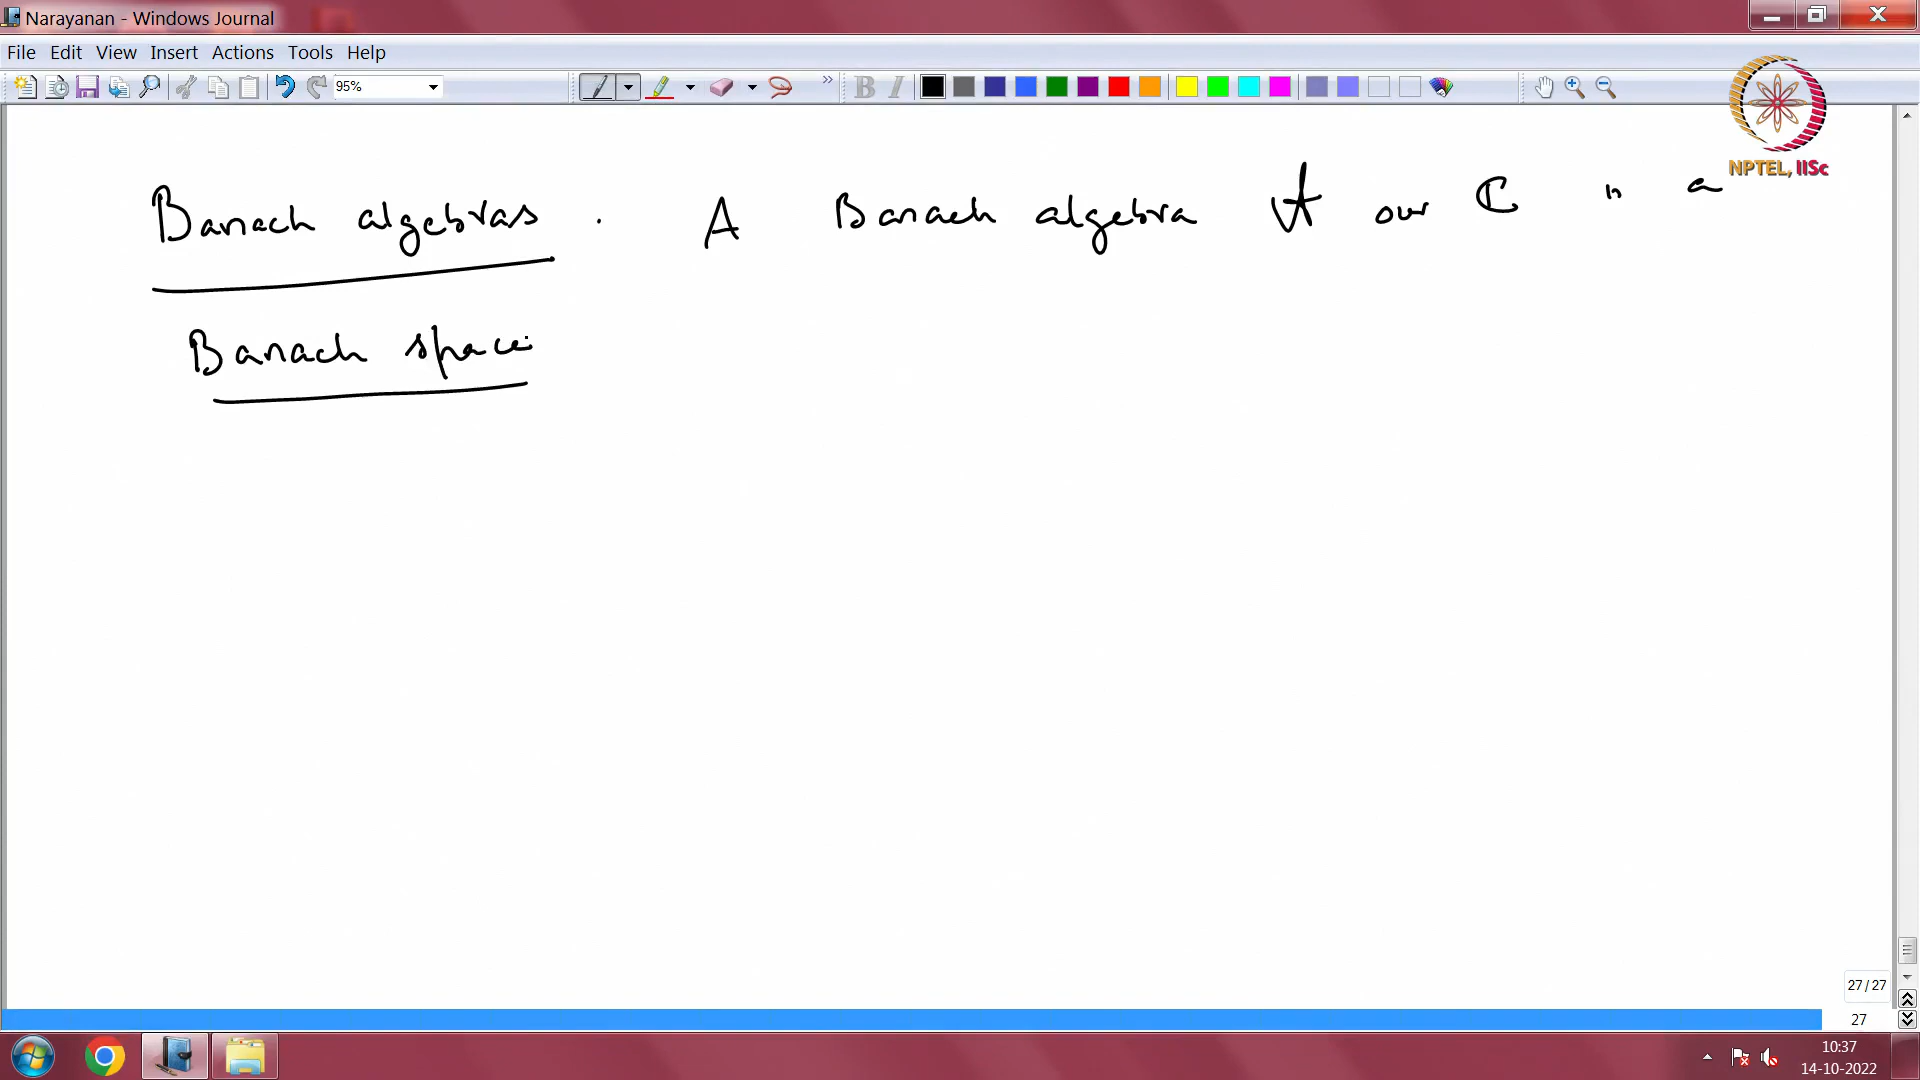 Narayanan - Windows Journal
File Edit View Insert Actions Tools Help
95%
NPTEL, IISc
Banach algebras . A Banach algebra A over ℂ is a
Banach space
27/27
27
10:37
14-10-2022